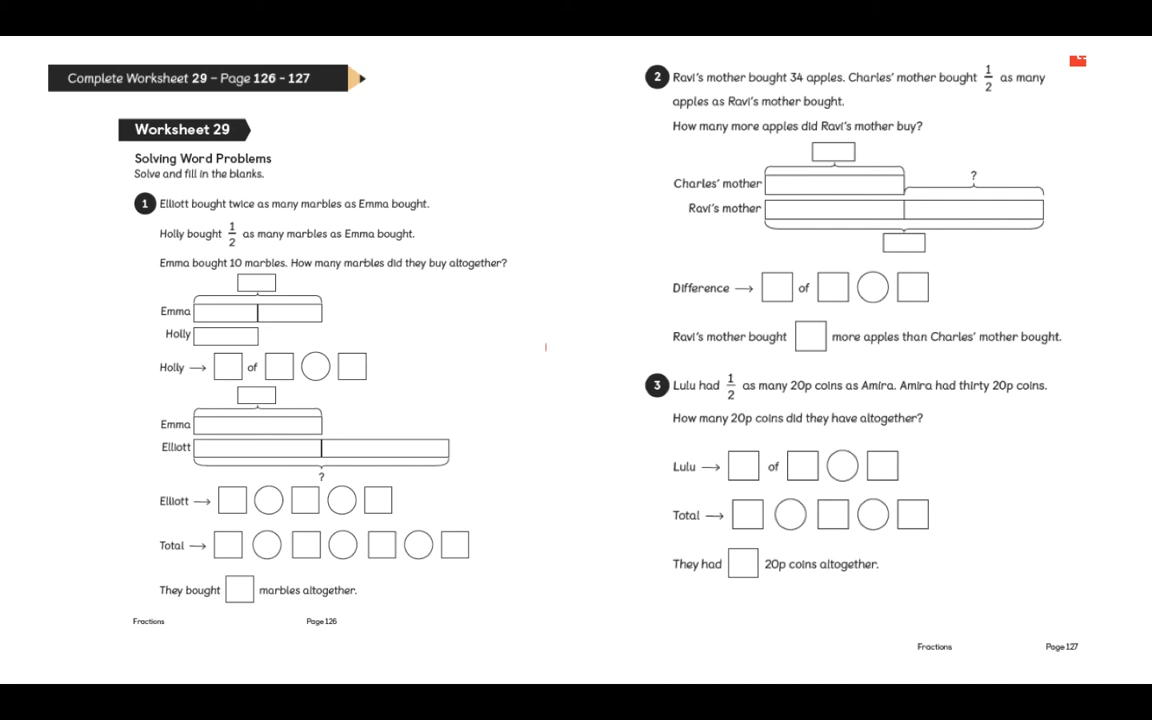 Complete Worksheet 29 – Page 126 - 127
Worksheet 29
Solving Word Problems
Solve and fill in the blanks.
1 Elliott bought twice as many marbles as Emma bought.
Holly bought 1/2 as many marbles as Emma bought.
Emma bought 10 marbles. How many marbles did they buy altogether?
Emma
Holly
Holly → of
Emma
Elliott
?
Elliott →
Total →
They bought marbles altogether.
Fractions Page 126
2 Ravi's mother bought 34 apples. Charles' mother bought 1/2 as many
apples as Ravi's mother bought.
How many more apples did Ravi's mother buy?
?
Charles' mother
Ravi's mother
Difference → of
Ravi's mother bought more apples than Charles' mother bought.
3 Lulu had 1/2 as many 20p coins as Amira. Amira had thirty 20p coins.
How many 20p coins did they have altogether?
Lulu → of
Total →
They had 20p coins altogether.
Fractions Page 127